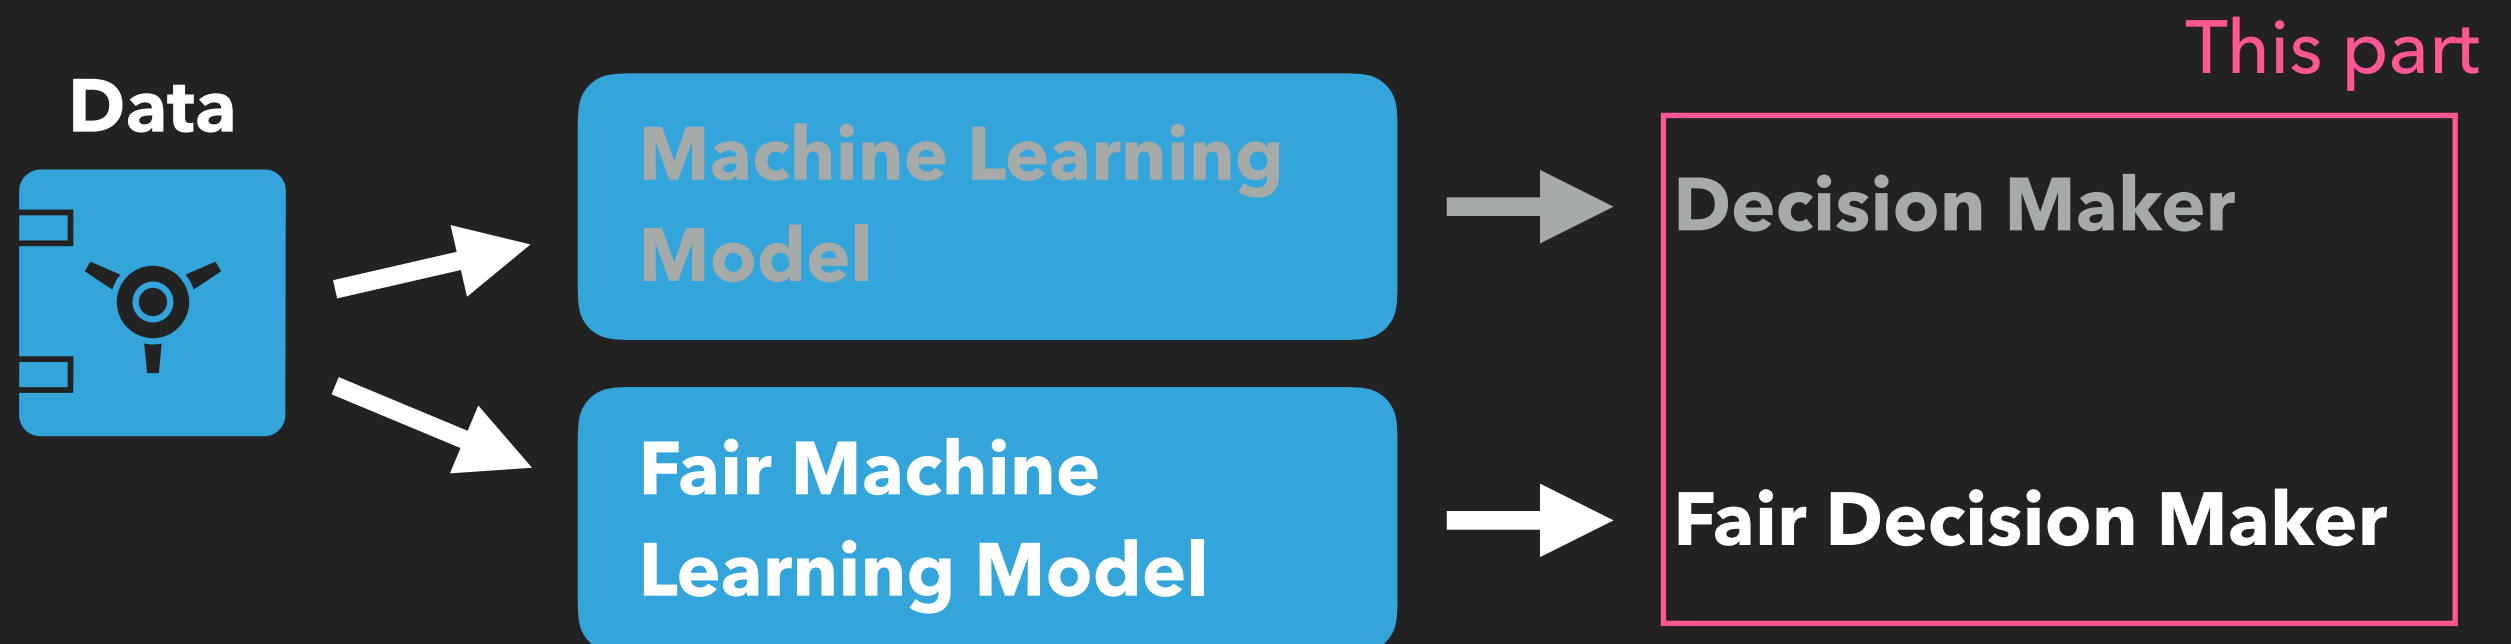 This part
Data
Machine Learning
Model
Decision Maker
Fair Machine
Learning Model
Fair Decision Maker